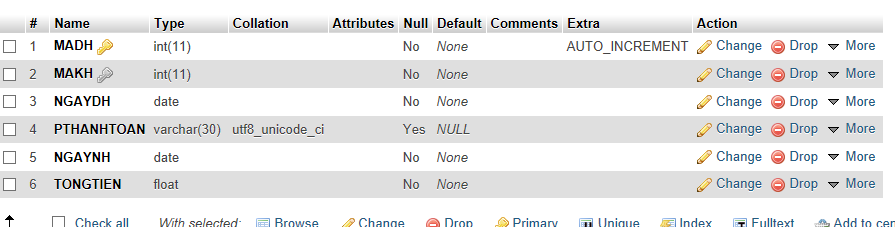 # Name Type Collation Attributes Null Default Comments Extra Action
1 MADH int(11) No None AUTO_INCREMENT Change Drop More
2 MAKH int(11) No None Change Drop More
3 NGAYDH date No None Change Drop More
4 PTHANHTOAN varchar(30) utf8_unicode_ci Yes NULL Change Drop More
5 NGAYNH date No None Change Drop More
6 TONGTIEN float No None Change Drop More
Check all With selected: Browse Change Drop Primary Unique Index Fulltext Add to cen